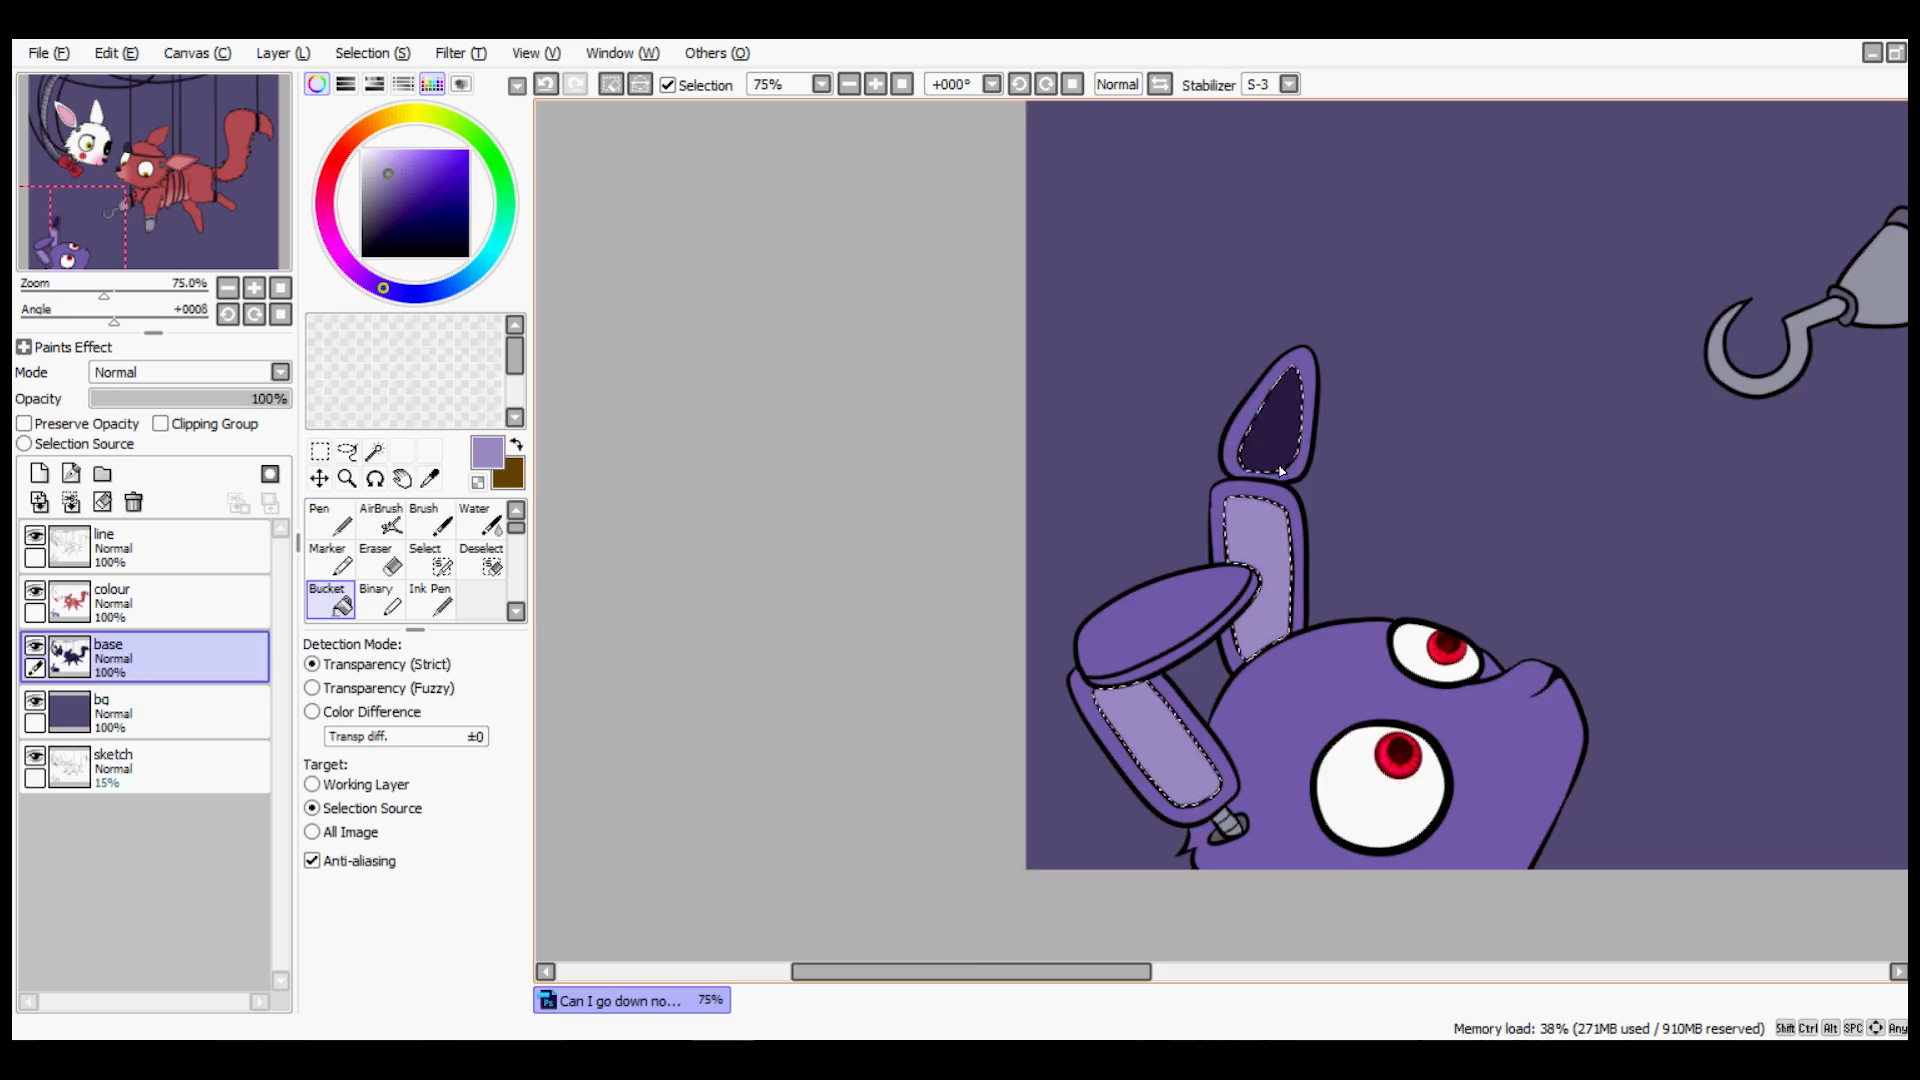 File (F) Edit (E) Canvas (C) Layer (L) Selection (S) Filter (T) View (V) Window (W) Others (O)
Selection 75% +000° Normal Stabilizer S-3
Zoom 75.0%
Angle +000ß
Paints Effect
Mode Normal
Opacity 100%
Preserve Opacity Clipping Group
Selection Source
line
Normal
100%
colour
Normal
100%
base
Normal
100%
bg
Normal
100%
sketch
Normal
15%
Pen AirBrush Brush Water
Marker Eraser Select Deselect
Bucket Binary Ink Pen
Detection Mode:
Transparency (Strict)
Transparency (Fuzzy)
Color Difference
Transp diff. ±0
Target:
Working Layer
Selection Source
All Image
Anti-aliasing
Ps Can I go down no... 75%
Memory load: 38% (271MB used / 910MB reserved) Shift Ctrl Alt SPC Any